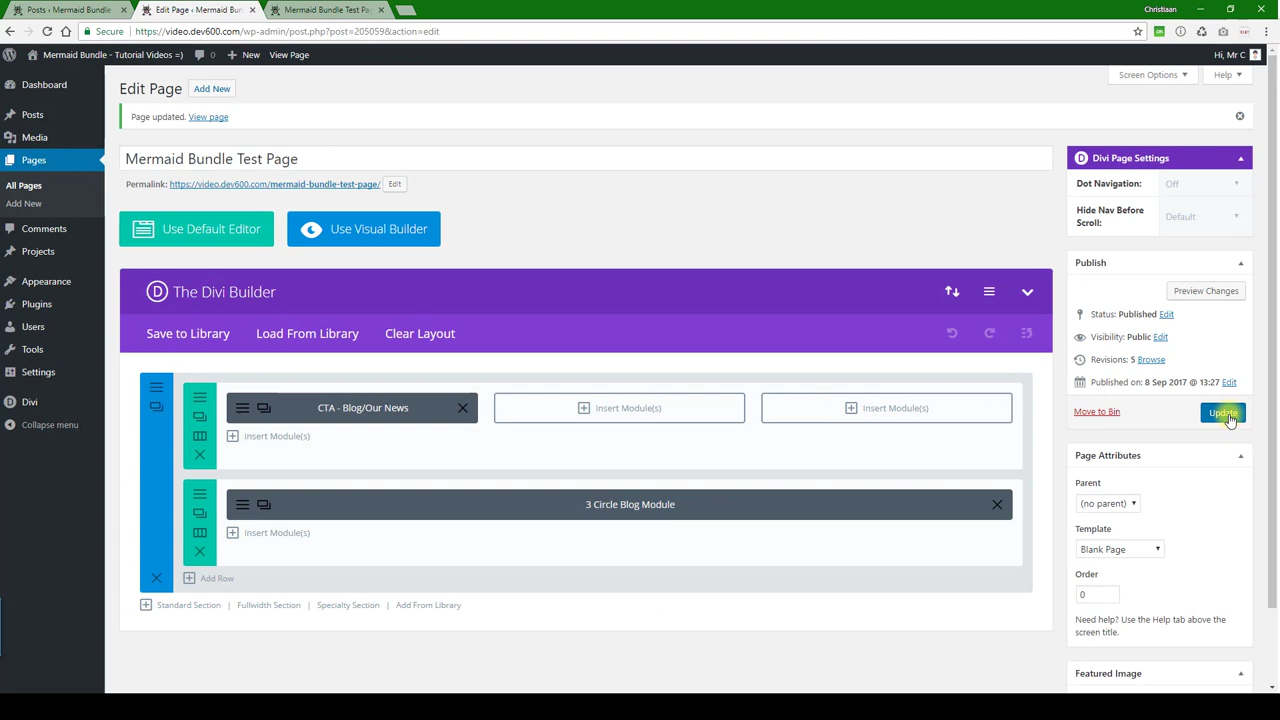 Posts ‹ Mermaid Bundle
Edit Page ‹ Mermaid Bun
Mermaid Bundle Test Pag
Christiaan
Secure
https://video.dev600.com/wp-admin/post.php?post=205059&action=edit
Mermaid Bundle - Tutorial Videos =)
0
New
View Page
Hi, Mr C
Dashboard
Posts
Media
Pages
All Pages
Add New
Comments
Projects
Appearance
Plugins
Users
Tools
Settings
Divi
Collapse menu
Edit Page
Add New
Screen Options
Help
Page updated. View page
Mermaid Bundle Test Page
Permalink: https://video.dev600.com/mermaid-bundle-test-page/
Edit
Use Default Editor
Use Visual Builder
D The Divi Builder
Save to Library
Load From Library
Clear Layout
CTA - Blog/Our News
Insert Module(s)
Insert Module(s)
Insert Module(s)
3 Circle Blog Module
Insert Module(s)
Add Row
Standard Section | Fullwidth Section | Specialty Section | Add From Library
D Divi Page Settings
Dot Navigation:
Off
Hide Nav Before
Scroll:
Default
Publish
Preview Changes
Status: Published Edit
Visibility: Public Edit
Revisions: 5 Browse
Published on: 8 Sep 2017 @ 13:27 Edit
Move to Bin
Update
Page Attributes
Parent
(no parent)
Template
Blank Page
Order
0
Need help? Use the Help tab above the
screen title.
Featured Image